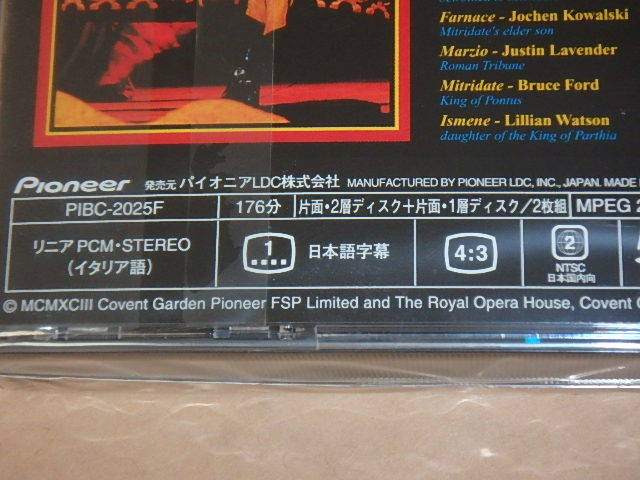 Farnace - Jochen Kowalski
Mitridate's elder son
Marzio - Justin Lavender
Roman Tribune
Mitridate - Bruce Ford
King of Pontus
Ismene - Lillian Watson
daughter of the King of Parthia
Pioneer 発売元 パイオニアLDC株式会社 MANUFACTURED BY PIONEER LDC, INC., JAPAN. MADE
PIBC-2025F 176分 片面・2層ディスク+片面・1層ディスク/2枚組 MPEG 2
リニアPCM・STEREO
(イタリア語)
1 日本語字幕 4:3 2
NTSC
日本国内向
© MCMXCIII Covent Garden Pioneer FSP Limited and The Royal Opera House, Covent